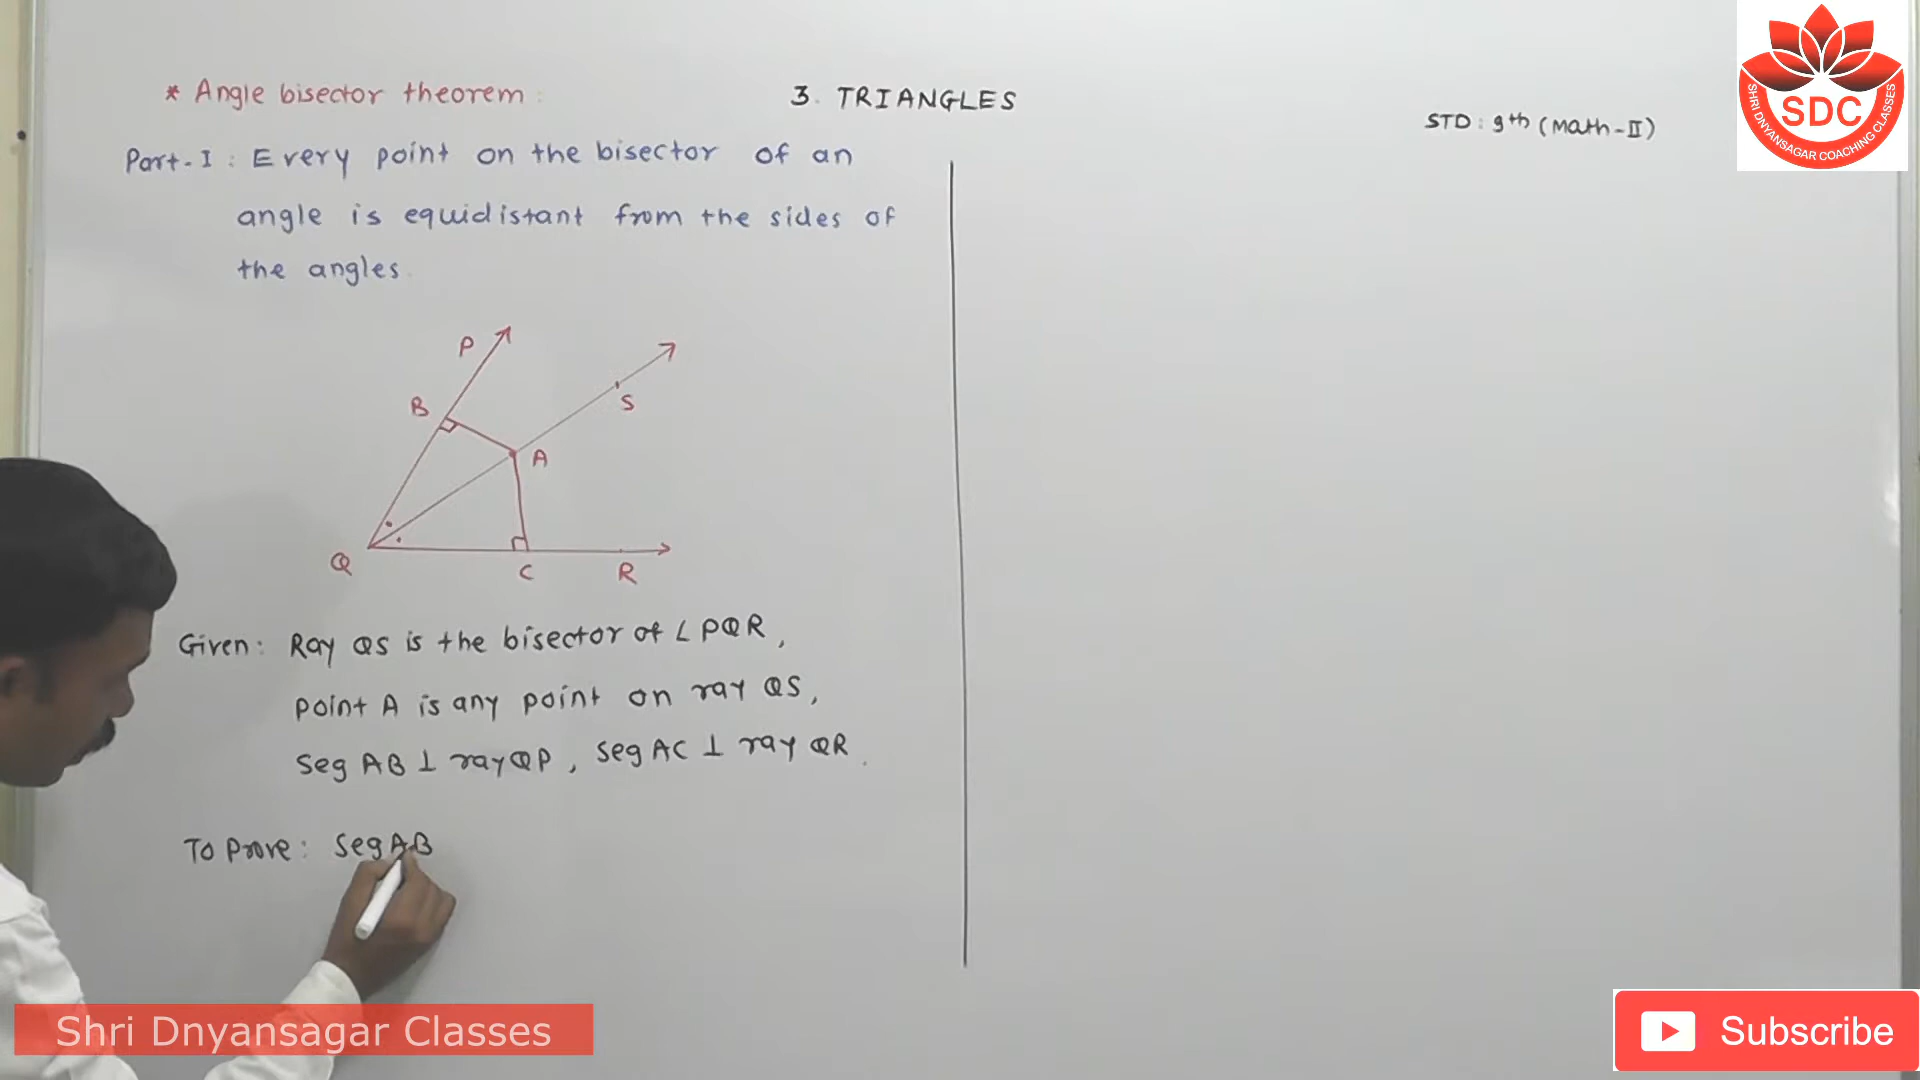 * Angle bisector theorem :
3. TRIANGLES
STD : 9th (Math-II)
SDC
SHRI DNYANSAGAR COACHING CLASSES
Part-I : Every point on the bisector of an
angle is equidistant from the sides of
the angles.
P
S
B
A
Q
C
R
Given: Ray QS is the bisector of ∠PQR,
point A is any point on ray QS,
seg AB ⊥ ray QP, seg AC ⊥ ray QR.
To Prove: seg AB
Shri Dnyansagar Classes
Subscribe